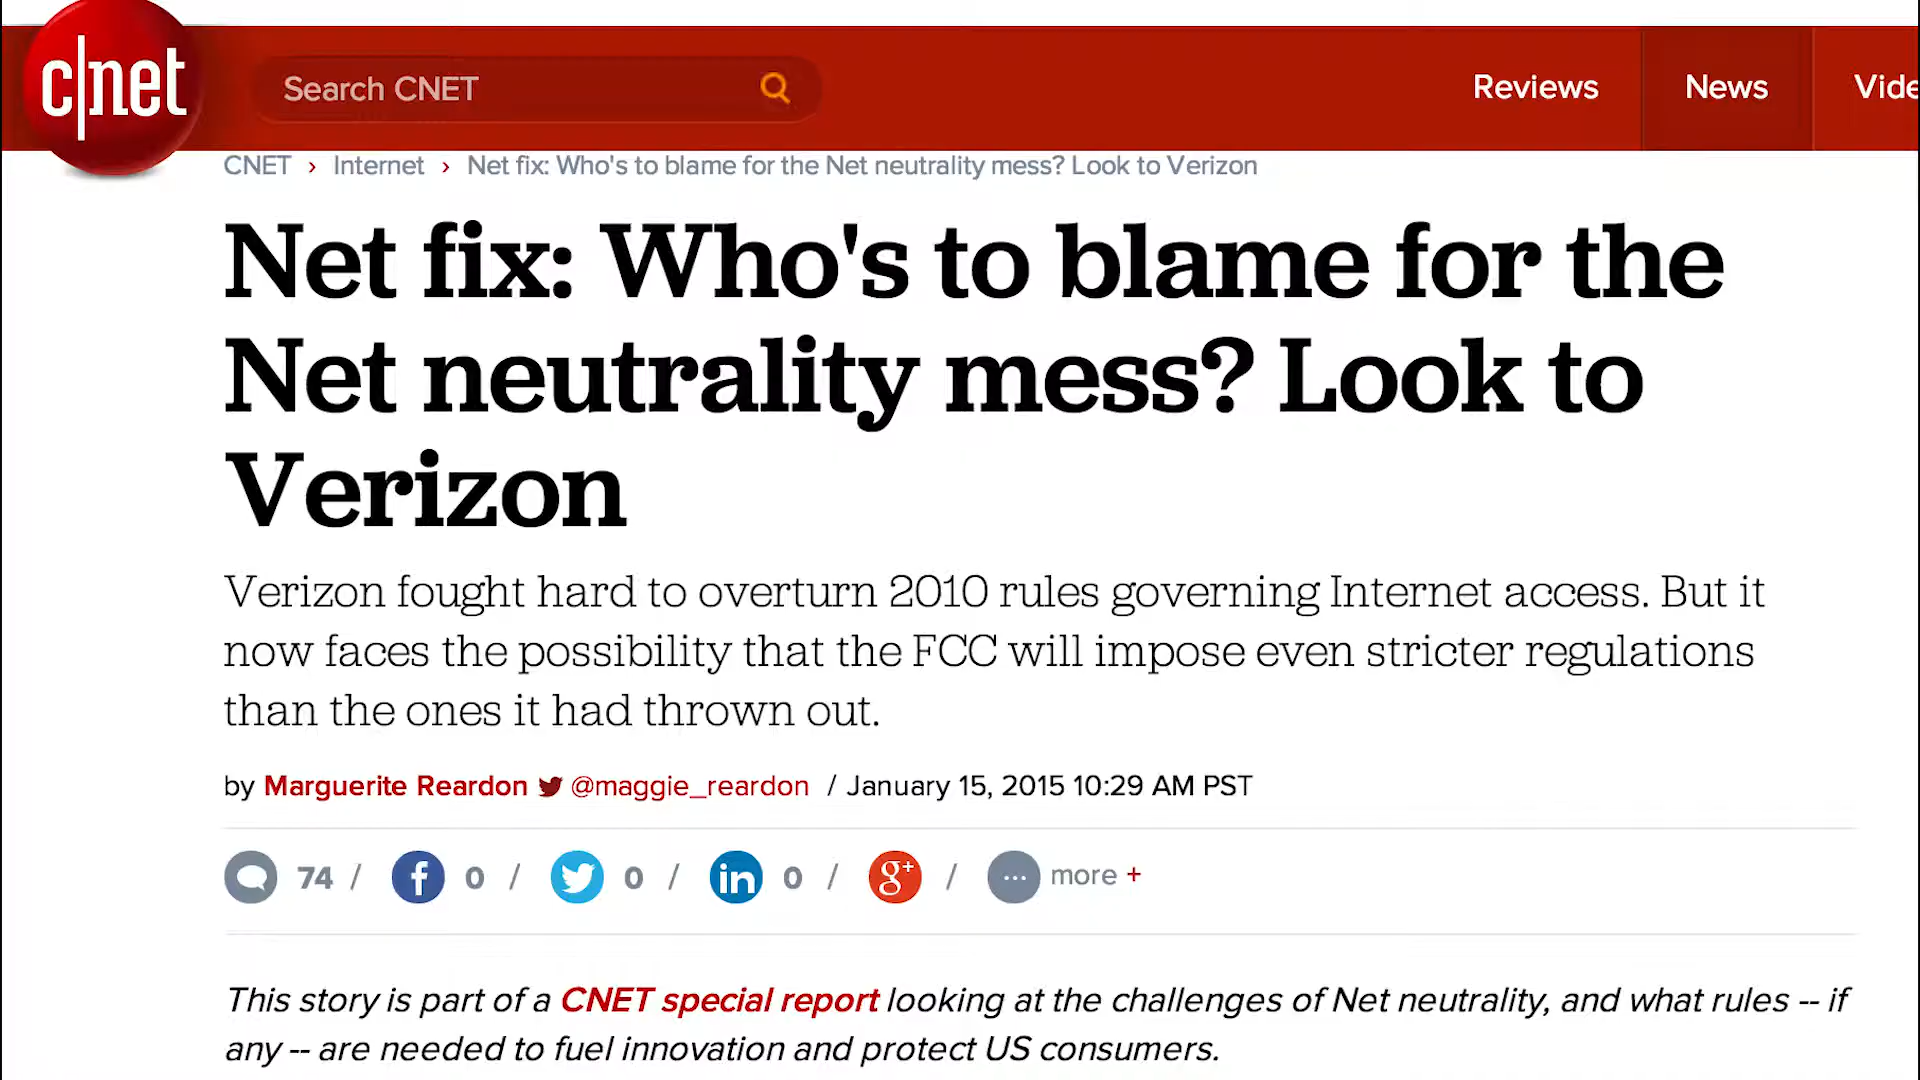 c|net
Search CNET
Reviews
News
Vide
CNET › Internet › Net fix: Who's to blame for the Net neutrality mess? Look to Verizon
Net fix: Who's to blame for the
Net neutrality mess? Look to
Verizon
Verizon fought hard to overturn 2010 rules governing Internet access. But it
now faces the possibility that the FCC will impose even stricter regulations
than the ones it had thrown out.
by Marguerite Reardon @maggie_reardon / January 15, 2015 10:29 AM PST
74 / f 0 / 0 / in 0 / g+ / ... more +
This story is part of a CNET special report looking at the challenges of Net neutrality, and what rules -- if
any -- are needed to fuel innovation and protect US consumers.